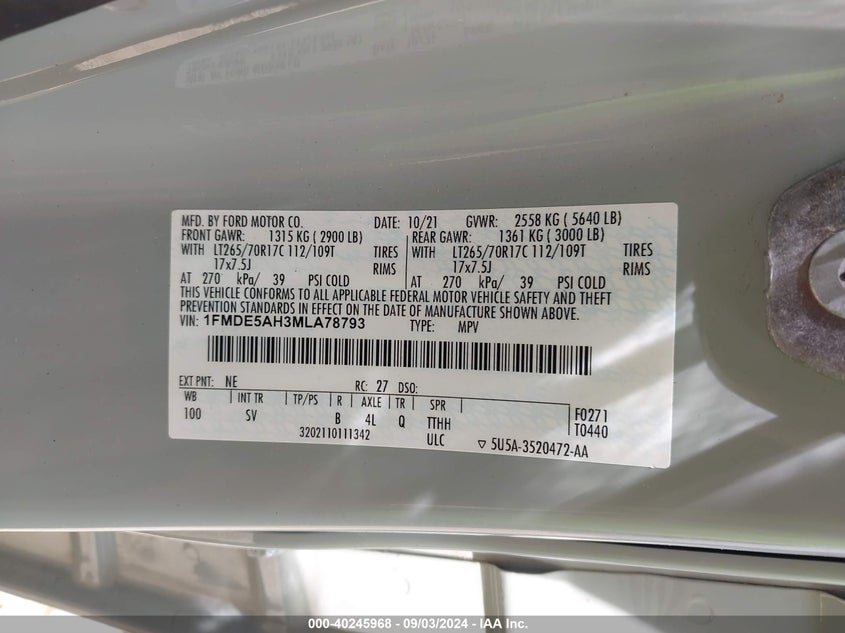 MFD. BY FORD MOTOR CO. DATE: 10/21 GVWR: 2558 KG ( 5640 LB)
FRONT GAWR: 1315 KG ( 2900 LB) REAR GAWR: 1361 KG ( 3000 LB)
WITH LT265/70R17C 112/109T TIRES WITH LT265/70R17C 112/109T TIRES
17x7.5J RIMS 17x7.5J RIMS
AT 270 kPa/ 39 PSI COLD AT 270 kPa/ 39 PSI COLD
THIS VEHICLE CONFORMS TO ALL APPLICABLE FEDERAL MOTOR VEHICLE SAFETY AND THEFT
PREVENTION STANDARDS IN EFFECT ON THE DATE OF MANUFACTURE SHOWN ABOVE.
VIN: 1FMDE5AH3MLA78793 TYPE: MPV
EXT PNT: NE RC: 27 DSO:
WB INT TR TP/PS R AXLE TR SPR F0271
100 SV B 4L Q TTHH T0440
3202110111342 ULC ▽ 5U5A-3520472-AA
000-40245968 - 09/03/2024 - IAA Inc.